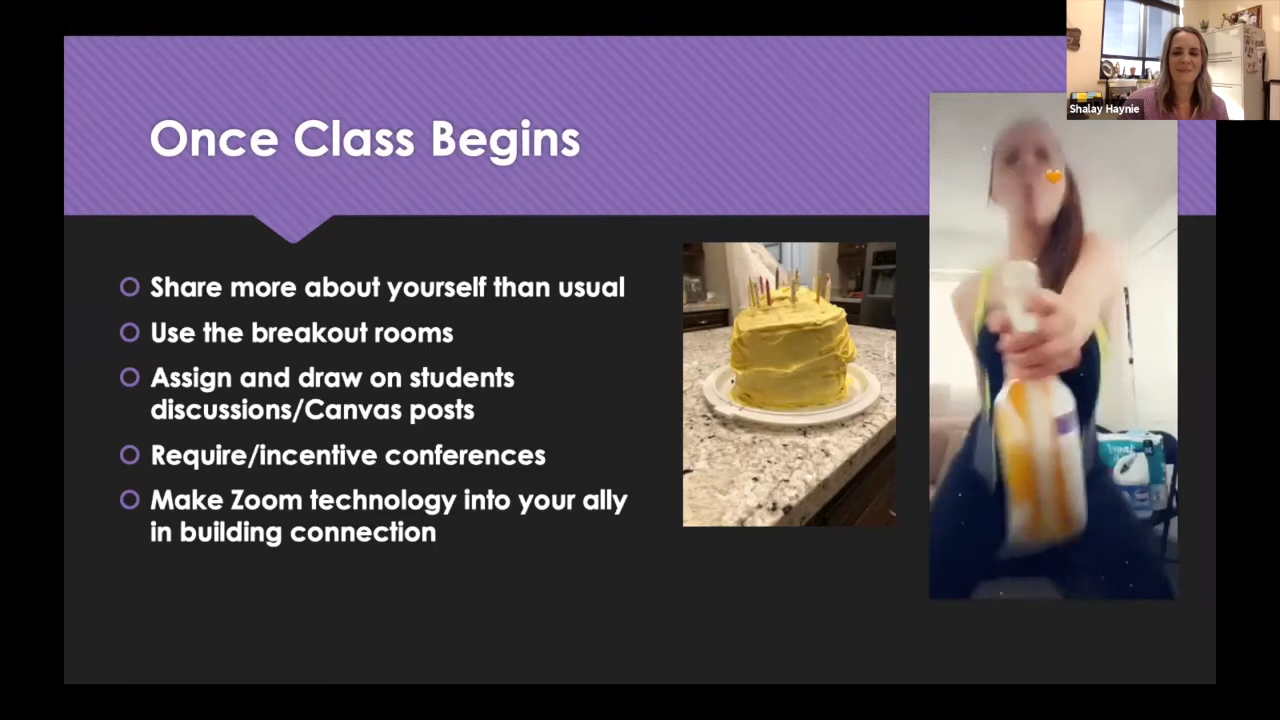 Shalay Haynie
Once Class Begins
Share more about yourself than usual
Use the breakout rooms
Assign and draw on students
discussions/Canvas posts
Require/incentive conferences
Make Zoom technology into your ally
in building connection